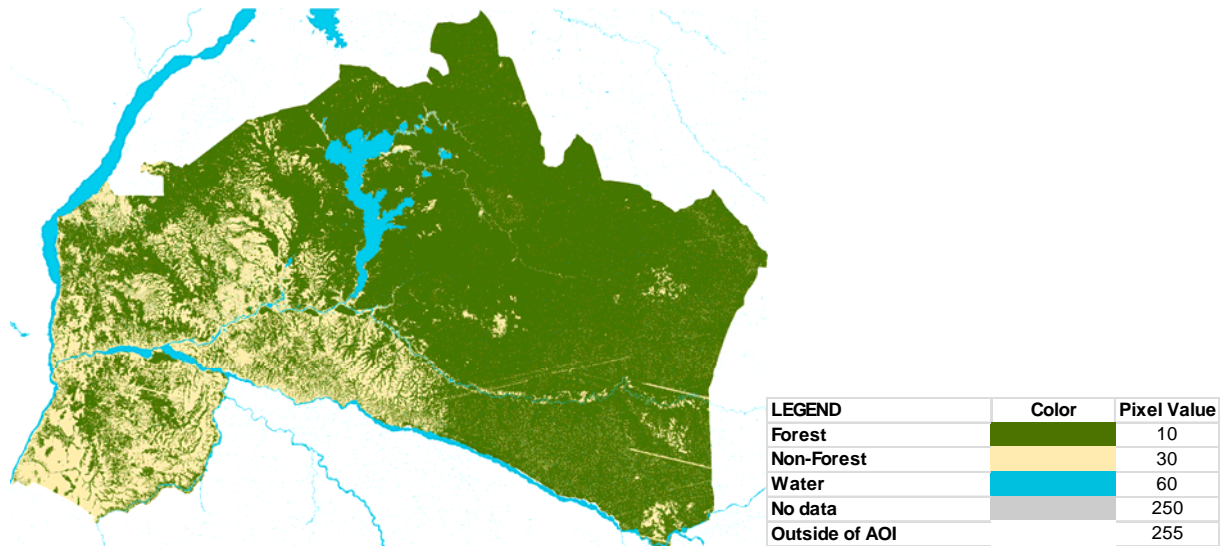 LEGEND Color Pixel Value
Forest 10
Non-Forest 30
Water 60
No data 250
Outside of AOI 255